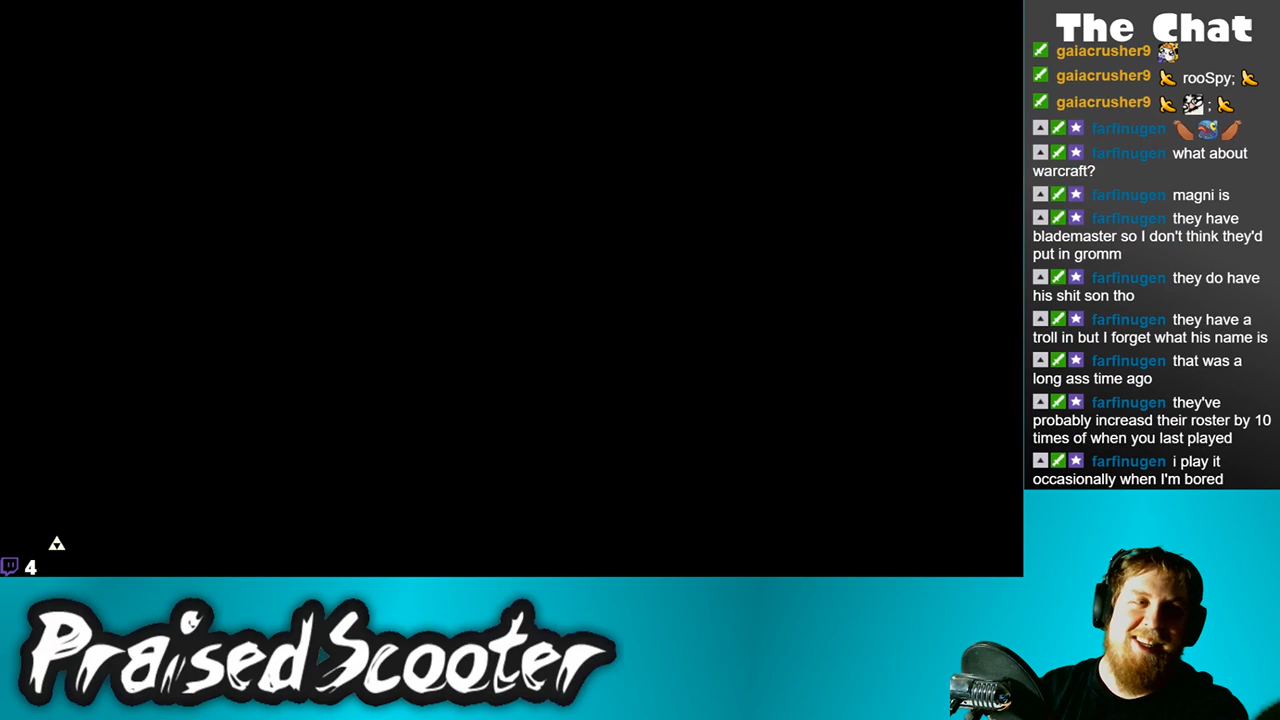 The Chat
gaiacrusher9
gaiacrusher9 rooSpy;
gaiacrusher9 ;
farfinugen
farfinugen what about
warcraft?
farfinugen magni is
farfinugen they have
blademaster so I don't think they'd
put in gromm
farfinugen they do have
his shit son tho
farfinugen they have a
troll in but I forget what his name is
farfinugen that was a
long ass time ago
farfinugen they've
probably increasd their roster by 10
times of when you last played
farfinugen i play it
occasionally when I'm bored
4
PraisedScooter